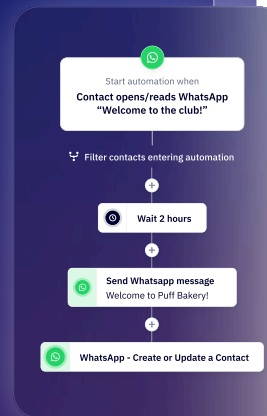 Start automation when
Contact opens/reads WhatsApp
“Welcome to the club!”
Filter contacts entering automation
Wait 2 hours
Send Whatsapp message
Welcome to Puff Bakery!
WhatsApp - Create or Update a Contact